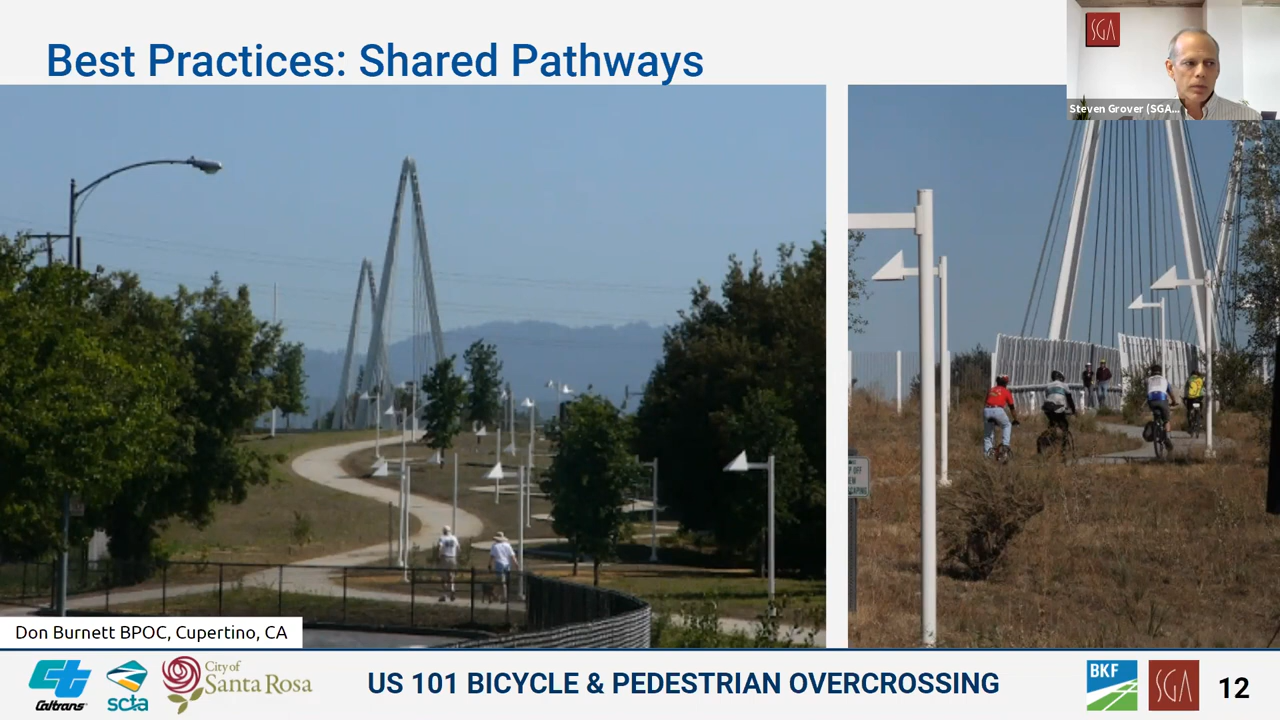 Best Practices: Shared Pathways
SGA
Steven Grover (SGA...
Don Burnett BPOC, Cupertino, CA
Caltrans
scta
City of
Santa Rosa
US 101 BICYCLE & PEDESTRIAN OVERCROSSING
BKF
SGA
12